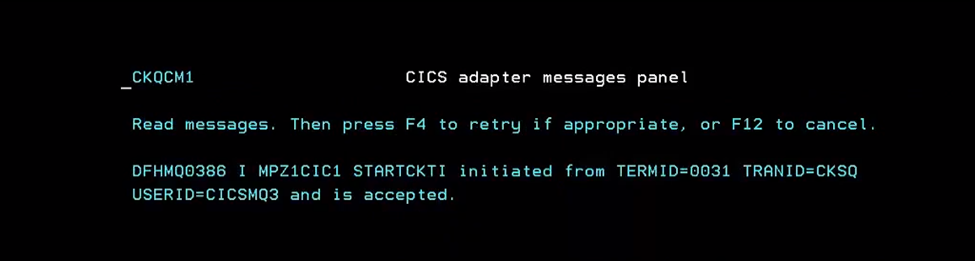 CKQCM1 CICS adapter messages panel
Read messages. Then press F4 to retry if appropriate, or F12 to cancel.
DFHMQ0386 I MPZ1CIC1 STARTCKTI initiated from TERMID=0031 TRANID=CKSQ
USERID=CICSMQ3 and is accepted.